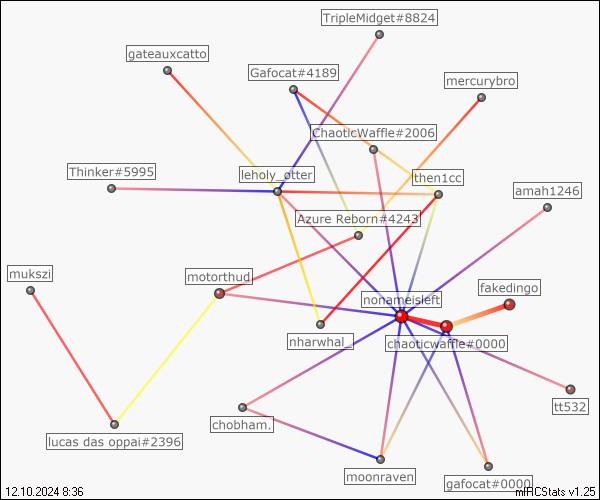 TripleMidget#8824
gateauxcatto
Gafocat#4189
mercurybro
ChaoticWaffle#2006
Thinker#5995
leholy_otter
then1cc
amah1246
Azure Reborn#4243
mukszi
motorthud_
nonameisleft
fakedingo
nharwhal_
chaoticwaffle#0000
tt532
chobham.
lucas das oppai#2396
moonraven
gafocat#0000
12.10.2024 8:36
mIRCStats v1.25